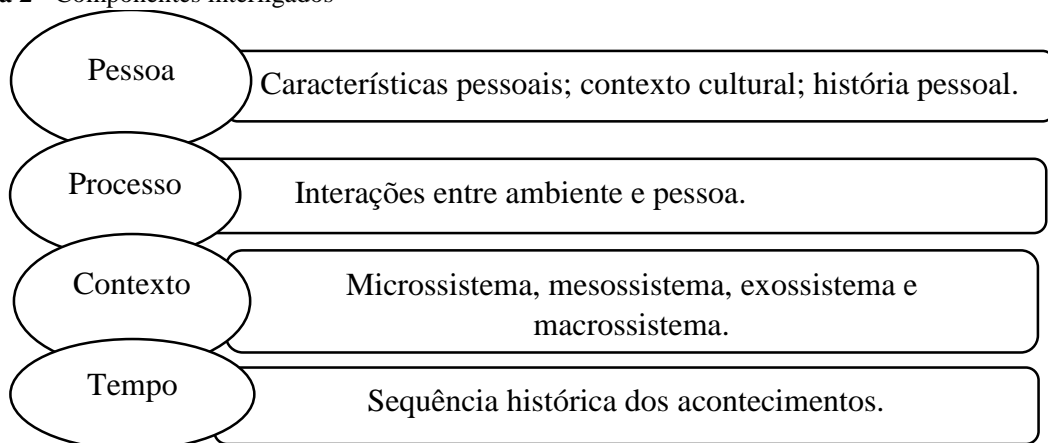 a 2 - Componentes interligados
Pessoa
Características pessoais; contexto cultural; história pessoal.
Processo
Interações entre ambiente e pessoa.
Contexto
Microssistema, mesossistema, exossistema e
macrossistema.
Tempo
Sequência histórica dos acontecimentos.